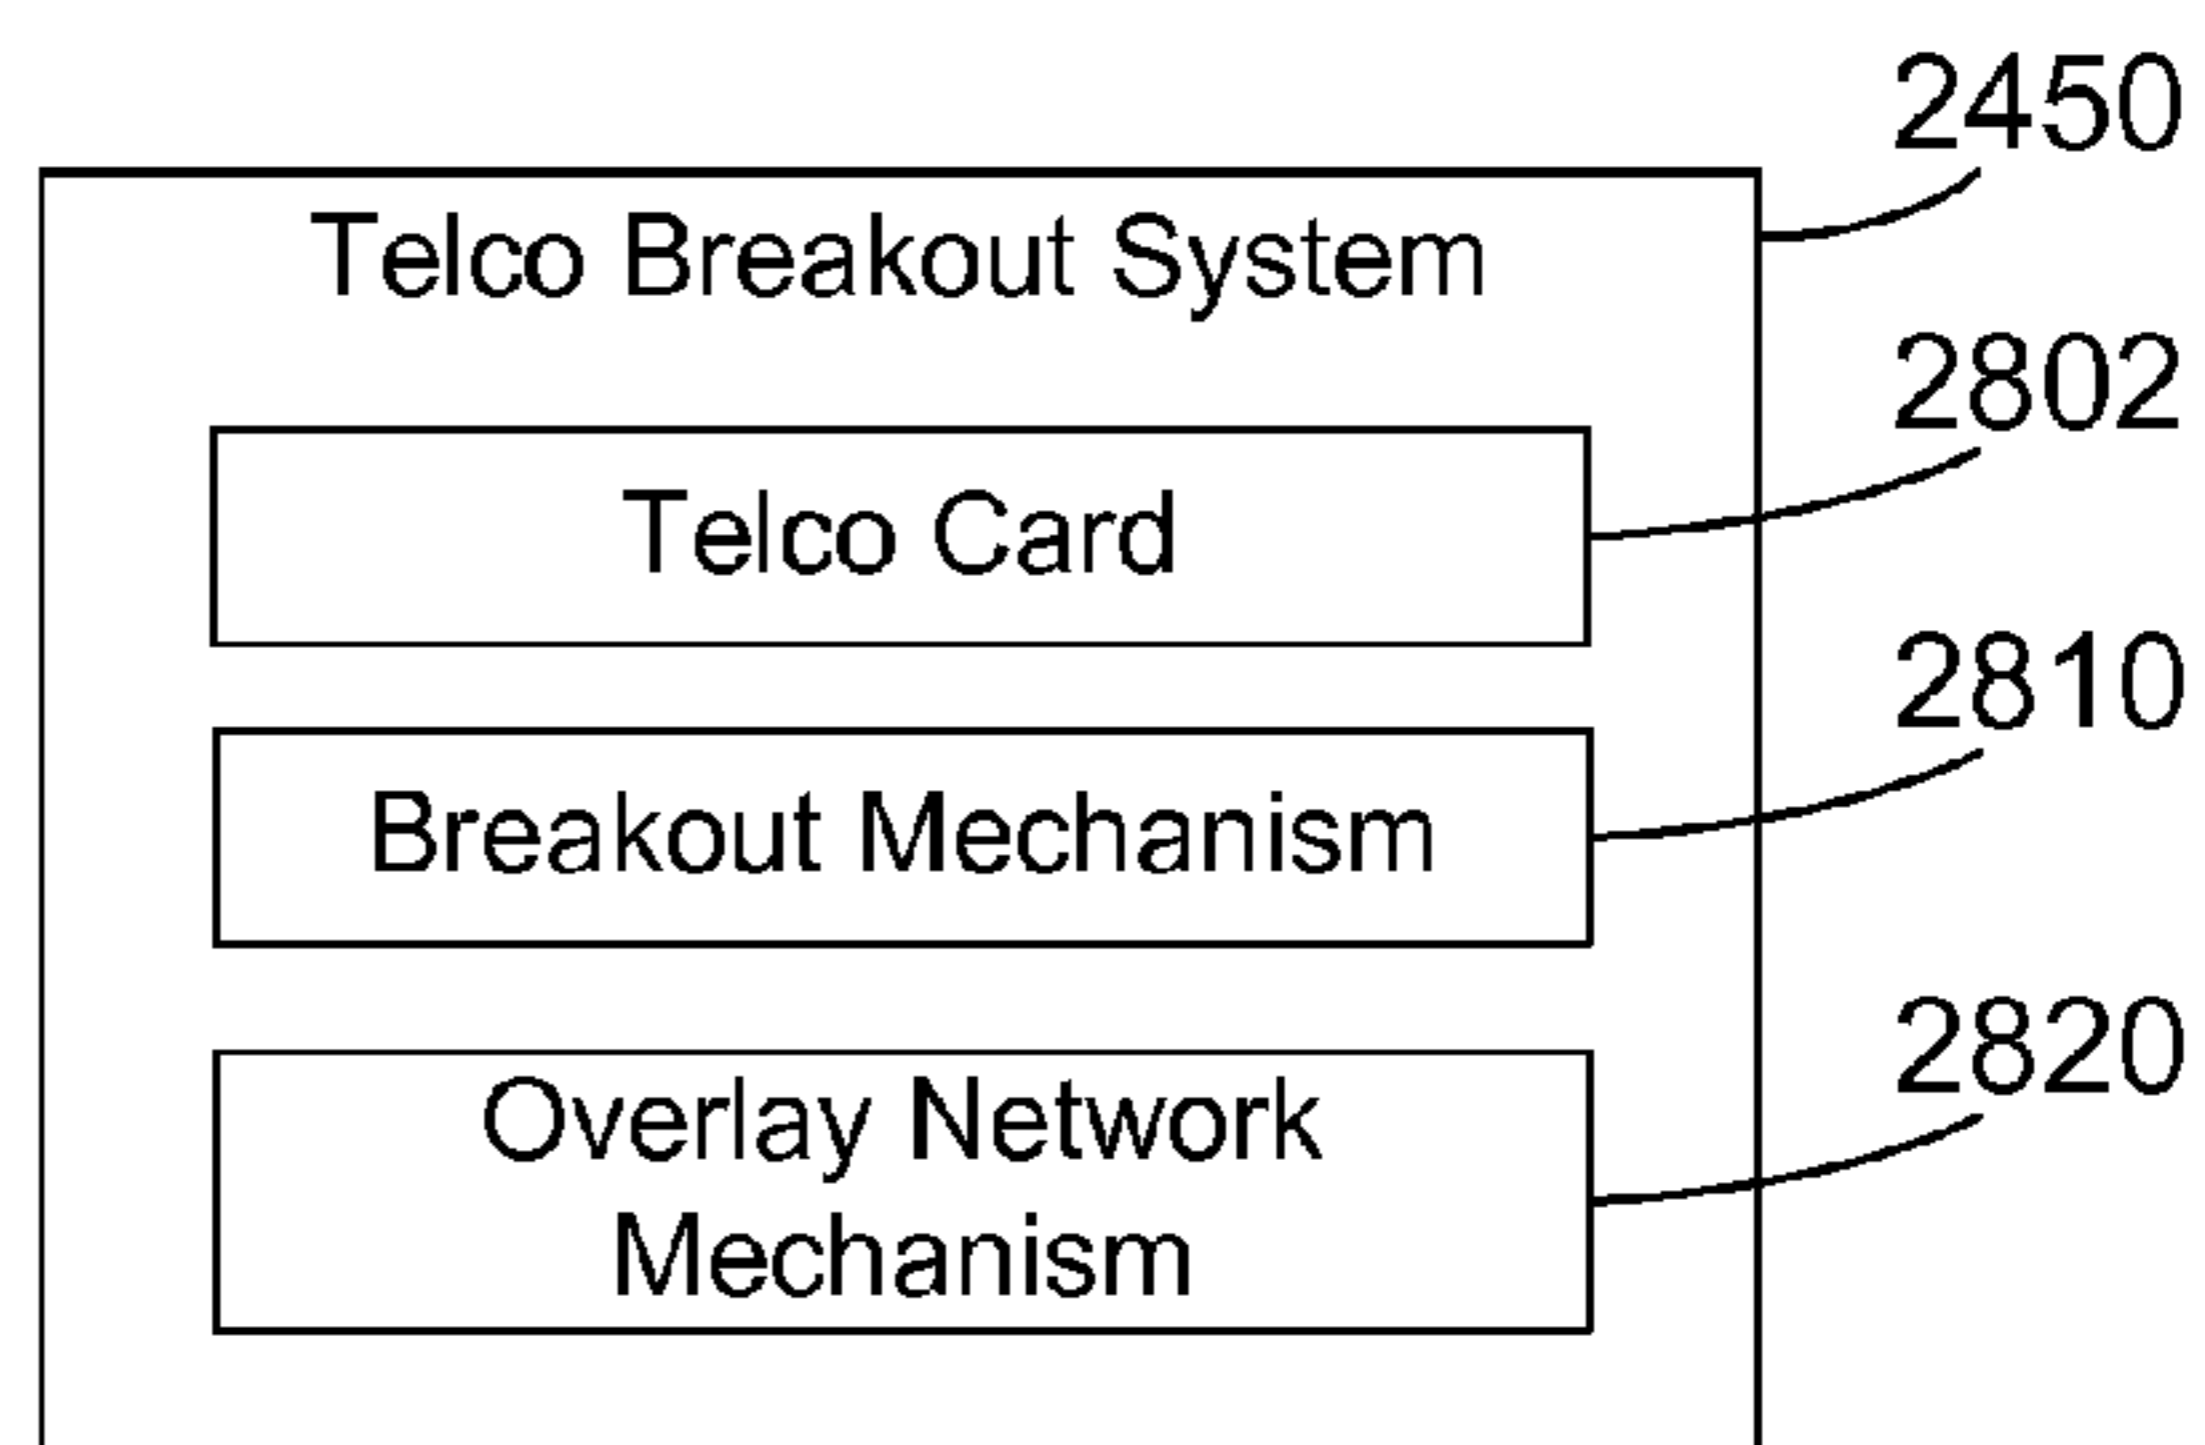 2450
Telco Breakout System
2802
Telco Card
2810
Breakout Mechanism
2820
Overlay Network
Mechanism